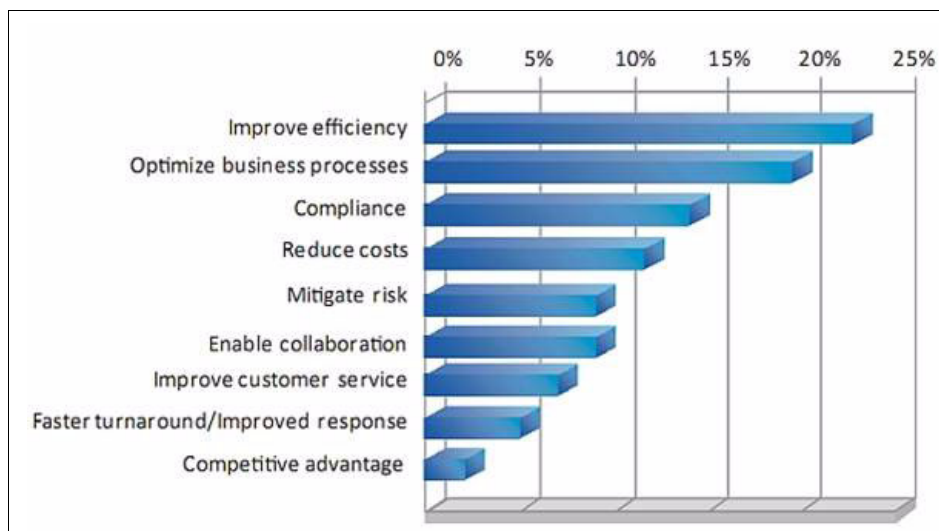 0% 5% 10% 15% 20% 25%
Improve efficiency
Optimize business processes
Compliance
Reduce costs
Mitigate risk
Enable collaboration
Improve customer service
Faster turnaround/Improved response
Competitive advantage